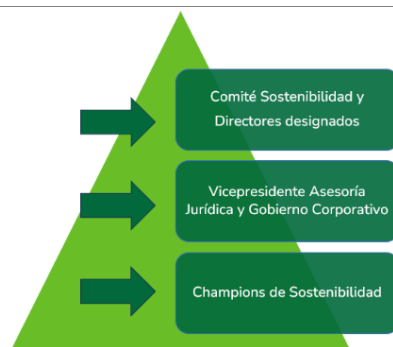 Comité Sostenibilidad y
Directores designados
Vicepresidente Asesoría
Jurídica y Gobierno Corporativo
Champions de Sostenibilidad